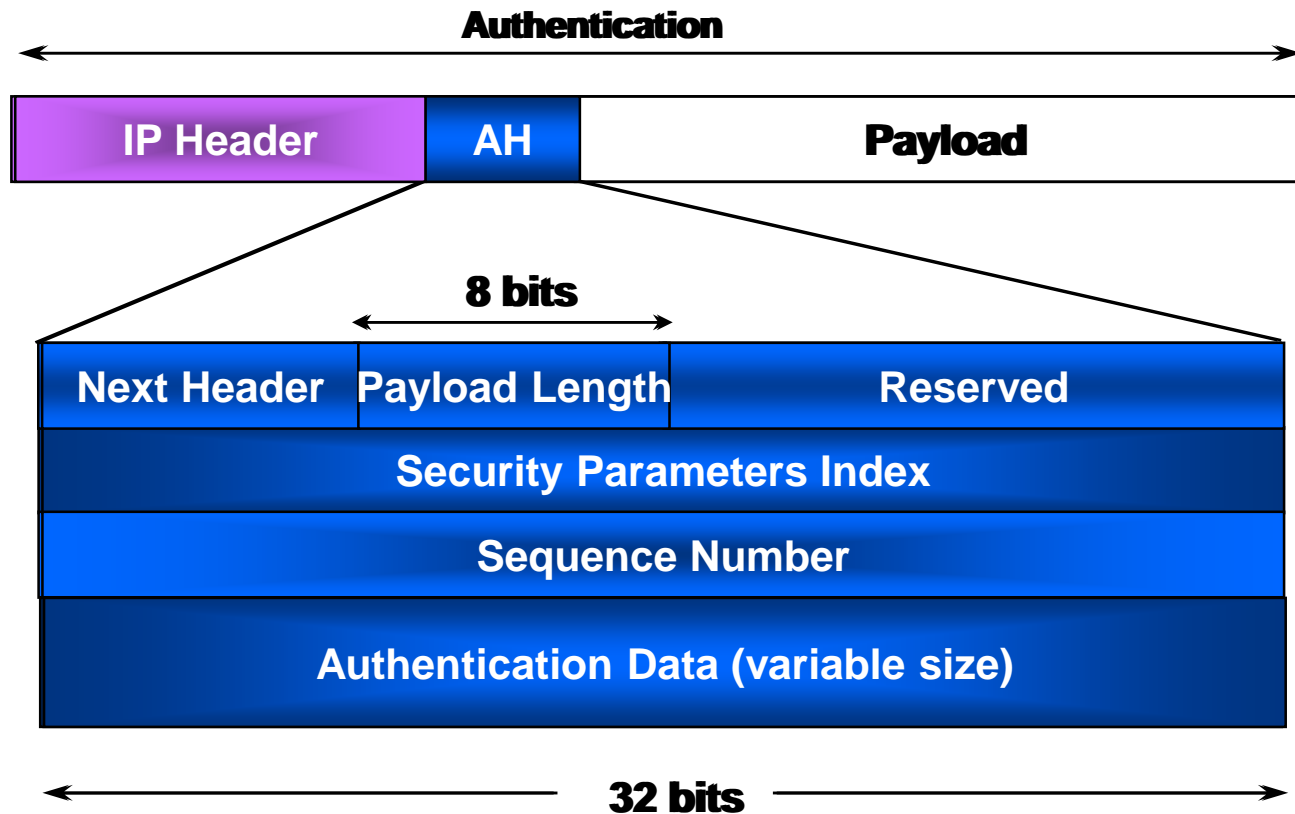 Authentication
IP Header AH Payload
8 bits
Next Header Payload Length Reserved
Security Parameters Index
Sequence Number
Authentication Data (variable size)
32 bits